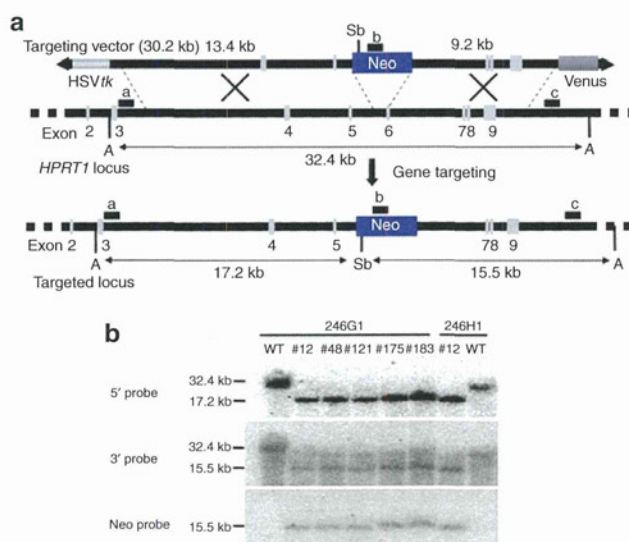 a
Targeting vector (30.2 kb) 13.4 kb Sb b 9.2 kb
HSVtk Neo Venus
a c
Exon 2 3 4 5 6 78 9
A A
HPRT1 locus 32.4 kb
Gene targeting
a b c
Neo
Exon 2 3 4 5 78 9
A Sb A
Targeted locus 17.2 kb 15.5 kb
b
246G1 246H1
WT #12 #48 #121 #175 #183 #12 WT
5′ probe 32.4 kb
17.2 kb
3′ probe 32.4 kb
15.5 kb
Neo probe 15.5 kb